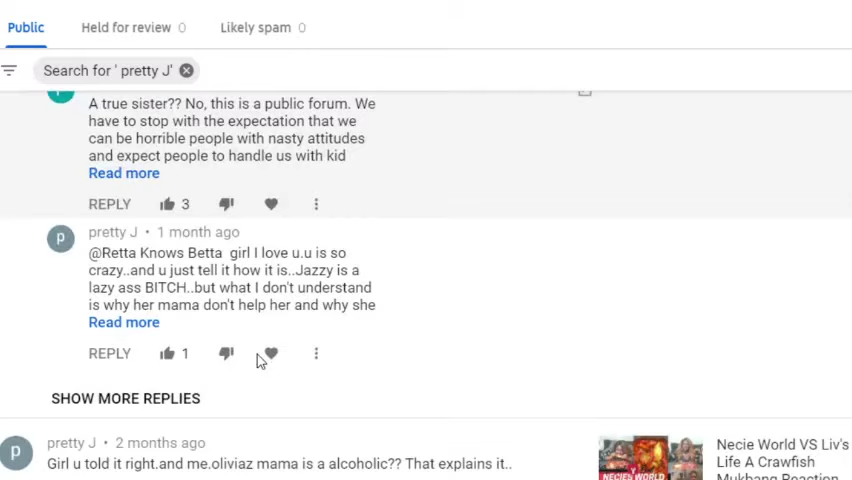 Public Held for review 0 Likely spam 0
Search for ' pretty J'
A true sister?? No, this is a public forum. We
have to stop with the expectation that we
can be horrible people with nasty attitudes
and expect people to handle us with kid
Read more
REPLY 3
p
pretty J • 1 month ago
@Retta Knows Betta girl I love u.u is so
crazy..and u just tell it how it is..Jazzy is a
lazy ass BITCH..but what I don't understand
is why her mama don't help her and why she
Read more
REPLY 1
SHOW MORE REPLIES
p
pretty J • 2 months ago
Girl u told it right.and me.oliviaz mama is a alcoholic?? That explains it..
NECIE'S WORLD
Necie World VS Liv's
Life A Crawfish
Mukbang Reaction